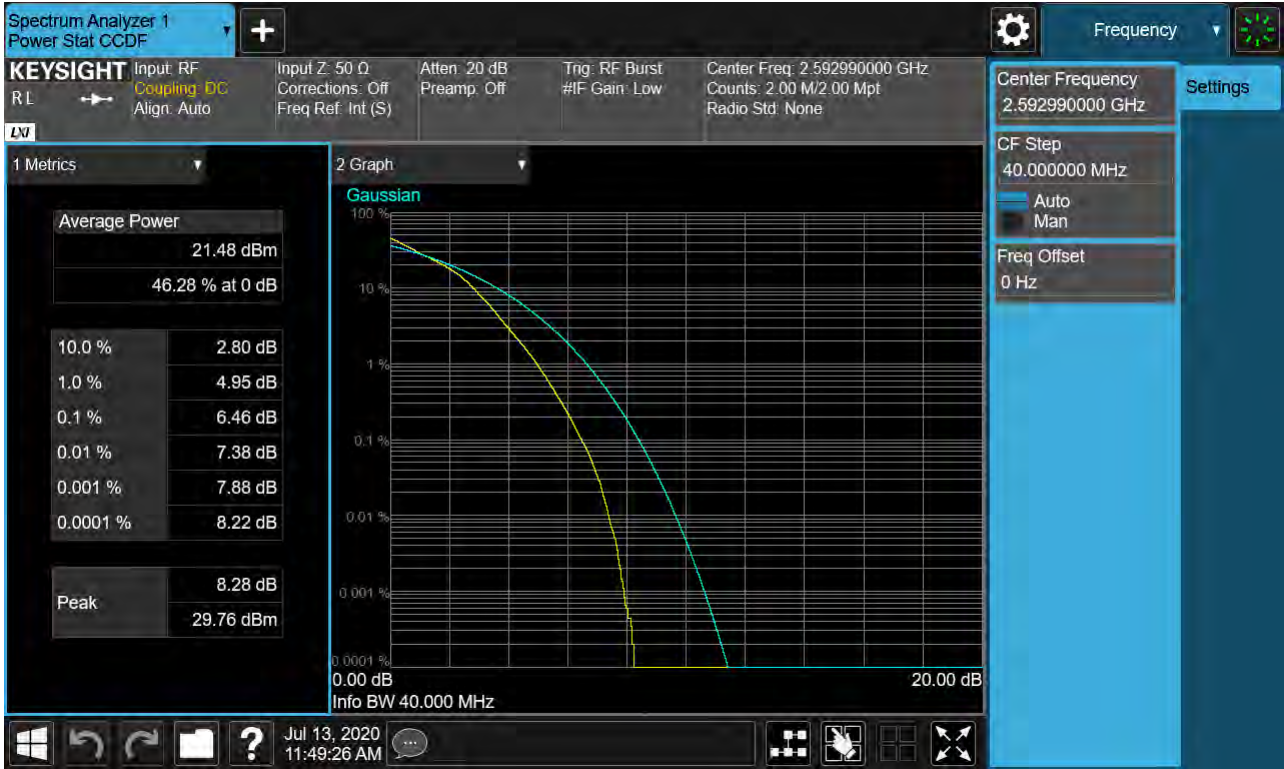 Spectrum Analyzer 1
Power Stat CCDF
Frequency
KEYSIGHT
R L
LXI
Input: RF
Coupling: DC
Align: Auto
Input Z: 50 Ω
Corrections: Off
Freq Ref: Int (S)
Atten: 20 dB
Preamp: Off
Trig: RF Burst
#IF Gain: Low
Center Freq: 2.592990000 GHz
Counts: 2.00 M/2.00 Mpt
Radio Std: None
Center Frequency
2.592990000 GHz
Settings
CF Step
40.000000 MHz
Auto
Man
Freq Offset
0 Hz
1 Metrics
Average Power
21.48 dBm
46.28 % at 0 dB
10.0 % 2.80 dB
1.0 % 4.95 dB
0.1 % 6.46 dB
0.01 % 7.38 dB
0.001 % 7.88 dB
0.0001 % 8.22 dB
Peak
8.28 dB
29.76 dBm
2 Graph
Gaussian
100 %
10 %
1 %
0.1 %
0.01 %
0.001 %
0.0001 %
0.00 dB 20.00 dB
Info BW 40.000 MHz
?
Jul 13, 2020
11:49:26 AM